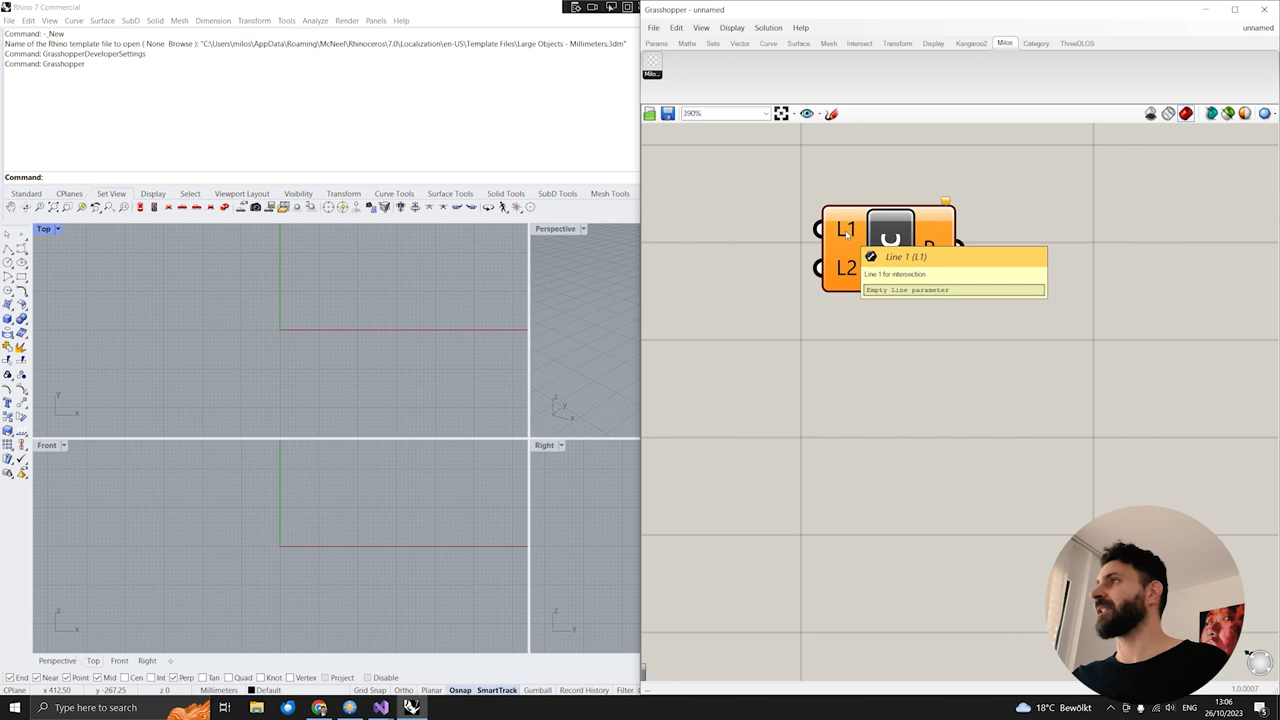 Rhino 7 Commercial
File Edit View Curve Surface SubD Solid Mesh Dimension Transform Tools Analyze Render Panels Help
Command: -_New
Name of the Rhino template file to open ( None Browse ): "C:\Users\milos\AppData\Roaming\McNeel\Rhinoceros\7.0\Localization\en-US\Template Files\Large Objects - Millimeters.3dm"
Command: GrasshopperDeveloperSettings
Command: Grasshopper
Command:
Standard CPlanes Set View Display Select Viewport Layout Visibility Transform Curve Tools Surface Tools Solid Tools SubD Tools Mesh Tools
Top
Perspective
y
x
z
y
x
Front
Right
z
x
z
y
Perspective Top Front Right
End Near Point Mid Cen Int Perp Tan Quad Knot Vertex Project Disable
CPlane x 412.50 y -267.25 z 0 Millimeters Default Grid Snap Ortho Planar Osnap SmartTrack Gumball Record History Filter
Grasshopper - unnamed
File Edit View Display Solution Help
unnamed
Params Maths Sets Vector Curve Surface Mesh Intersect Transform Display Kangaroo2 Milos Category ThreeDLOS
Milo...
390%
L1
L2
Line 1 (L1)
Line 1 for intersection
Empty Line parameter
...
1.0.0007
Type here to search
18°C Bewölkt
13:06
26/10/2023